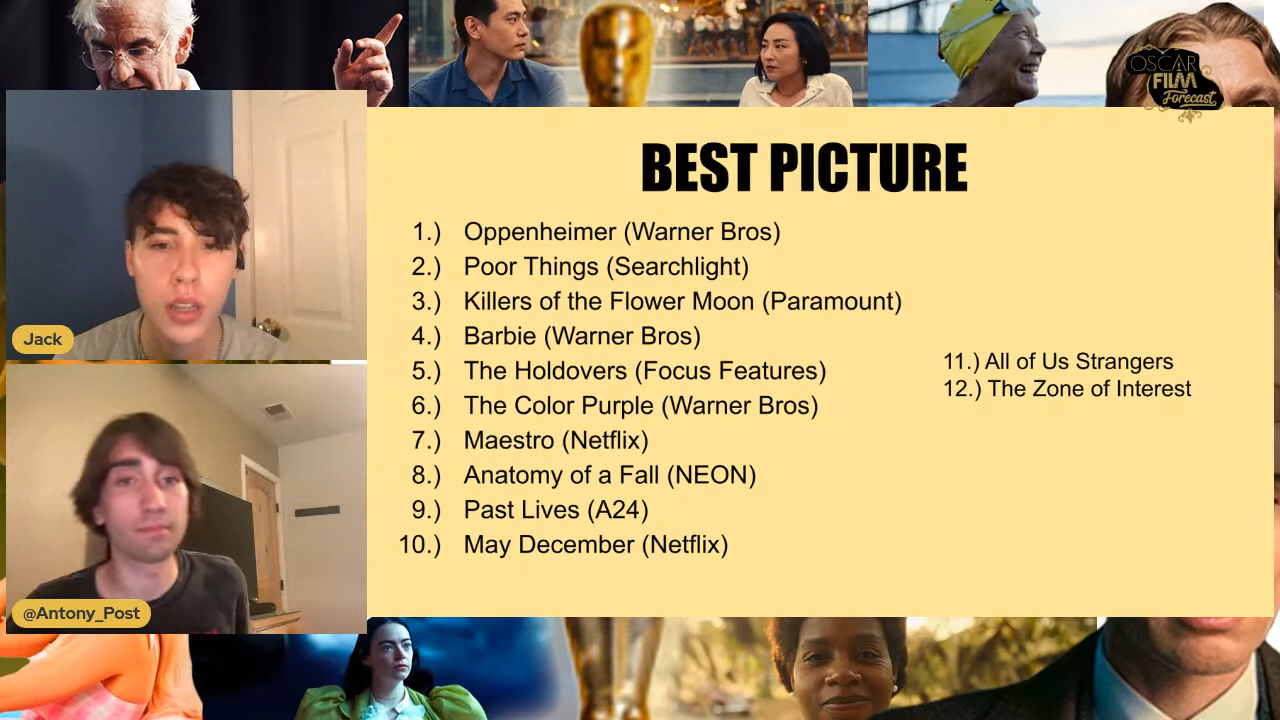 OSCAR
FILM
Forecast
BEST PICTURE
1.) Oppenheimer (Warner Bros)
2.) Poor Things (Searchlight)
3.) Killers of the Flower Moon (Paramount)
4.) Barbie (Warner Bros)
5.) The Holdovers (Focus Features)
6.) The Color Purple (Warner Bros)
7.) Maestro (Netflix)
8.) Anatomy of a Fall (NEON)
9.) Past Lives (A24)
10.) May December (Netflix)
11.) All of Us Strangers
12.) The Zone of Interest
Jack
@Antony_Post